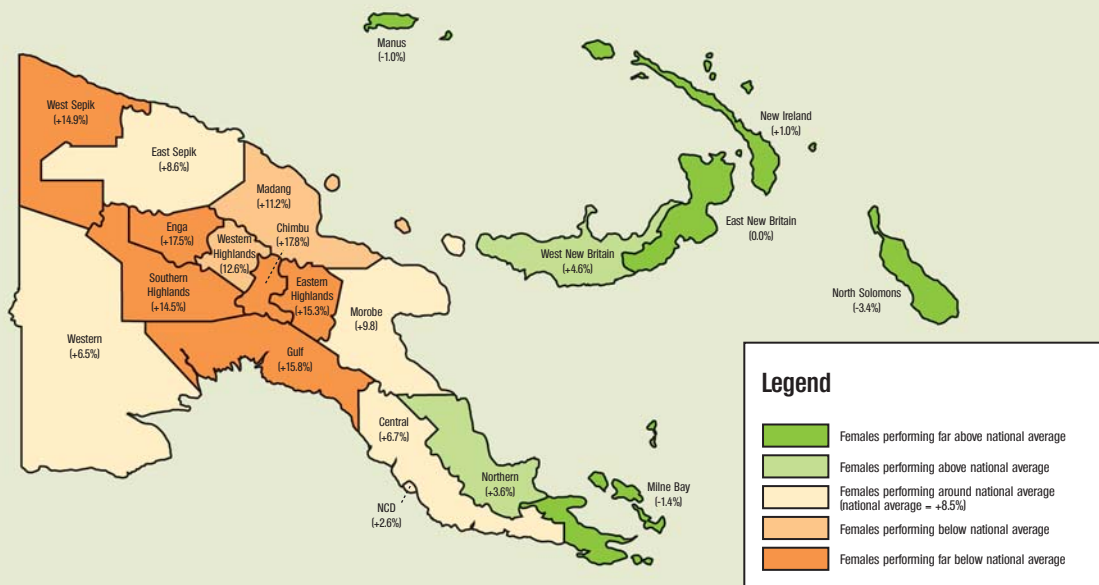 Manus
(-1.0%)
West Sepik
(+14.9%)
New Ireland
(+1.0%)
East Sepik
(+8.6%)
Madang
(+11.2%)
East New Britain
(0.0%)
Enga
(+17.5%)
Chimbu
(+17.8%)
Western
Highlands
(12.6%)
West New Britain
(+4.6%)
Southern
Highlands
(+14.5%)
Eastern
Highlands
(+15.3%)
North Solomons
(-3.4%)
Morobe
(+9.8)
Western
(+6.5%)
Gulf
(+15.8%)
Central
(+6.7%)
Northern
(+3.6%)
Milne Bay
(-1.4%)
NCD
(+2.6%)
Legend
Females performing far above national average
Females performing above national average
Females performing around national average
(national average = +8.5%)
Females performing below national average
Females performing far below national average